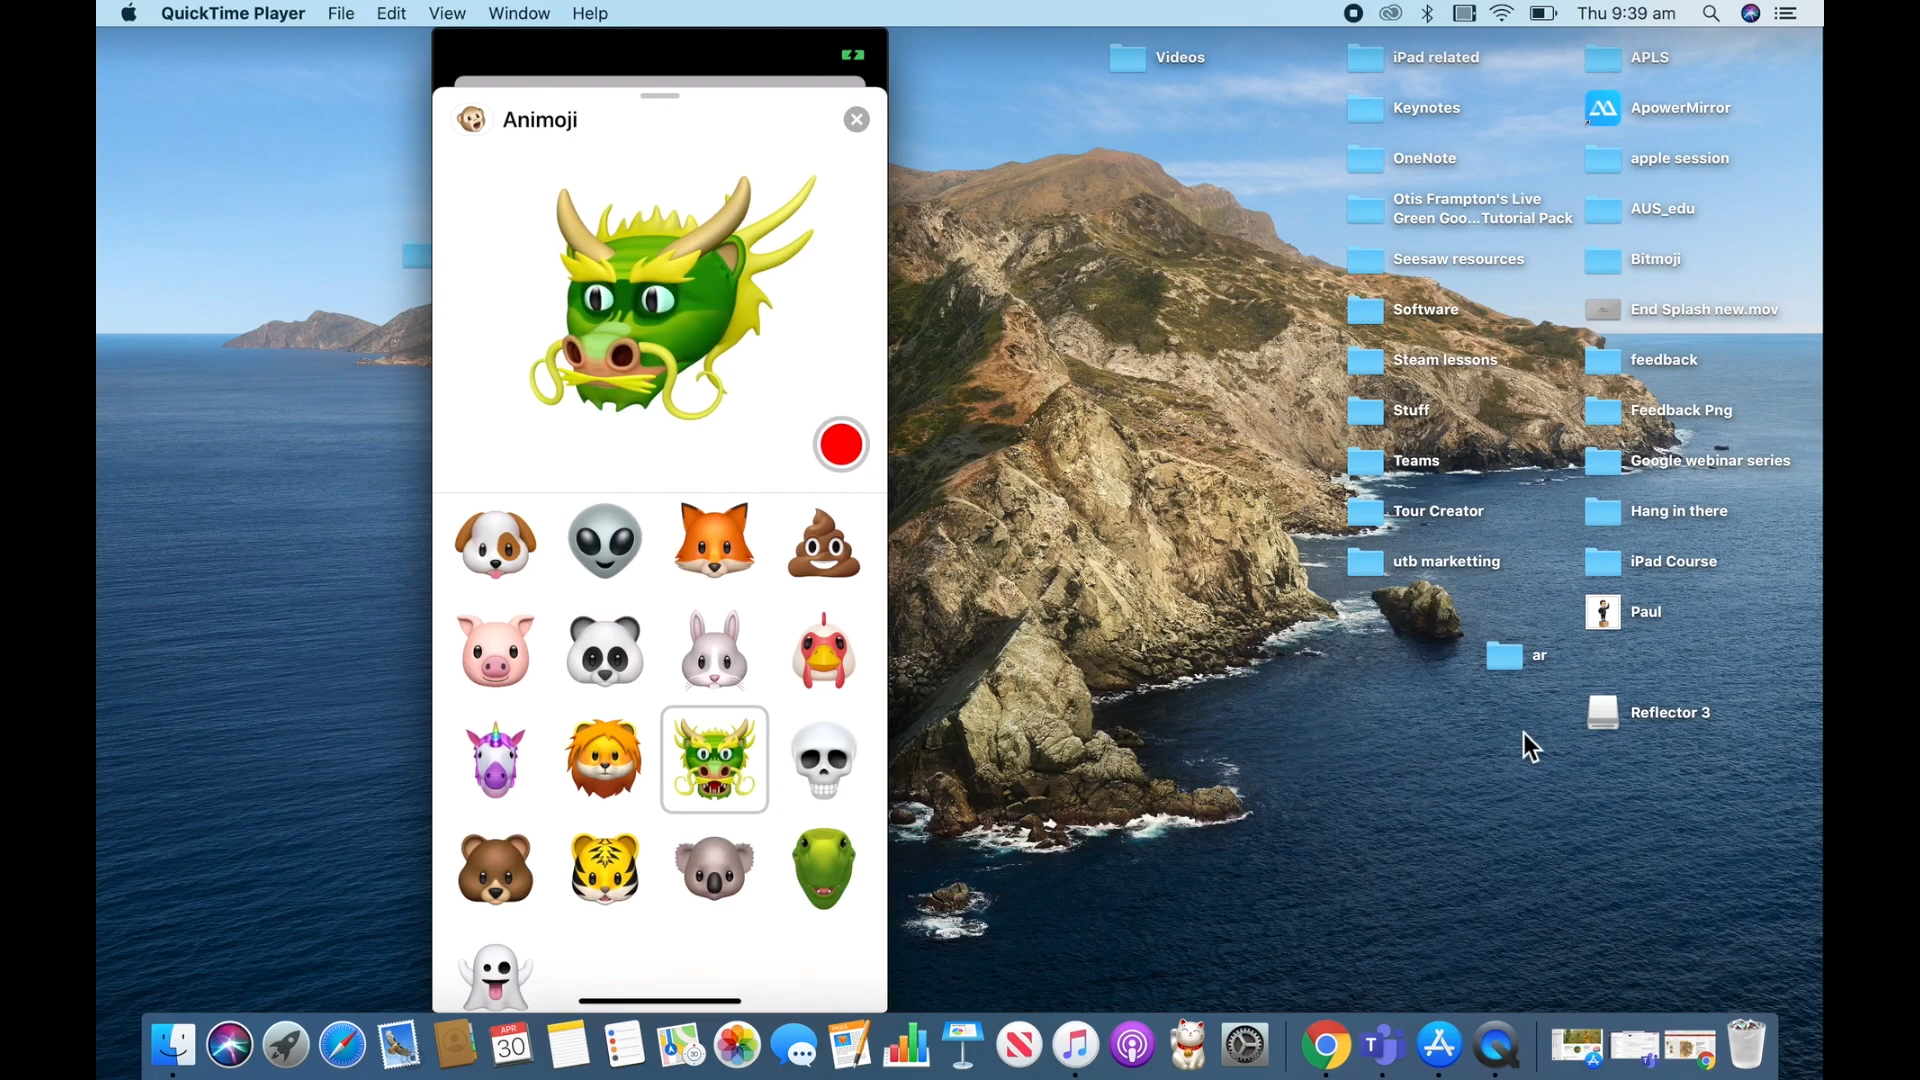 QuickTime Player File Edit View Window Help Thu 9:39 am
Animoji
Videos
iPad related
Keynotes
OneNote
Otis Frampton's Live
Green Goo...Tutorial Pack
Seesaw resources
Software
Steam lessons
Stuff
Teams
Tour Creator
utb marketting
ar
APLS
ApowerMirror
apple session
AUS_edu
Bitmoji
End Splash new.mov
feedback
Feedback Png
Google webinar series
Hang in there
iPad Course
Paul
Reflector 3
APR
30
PAGES
T